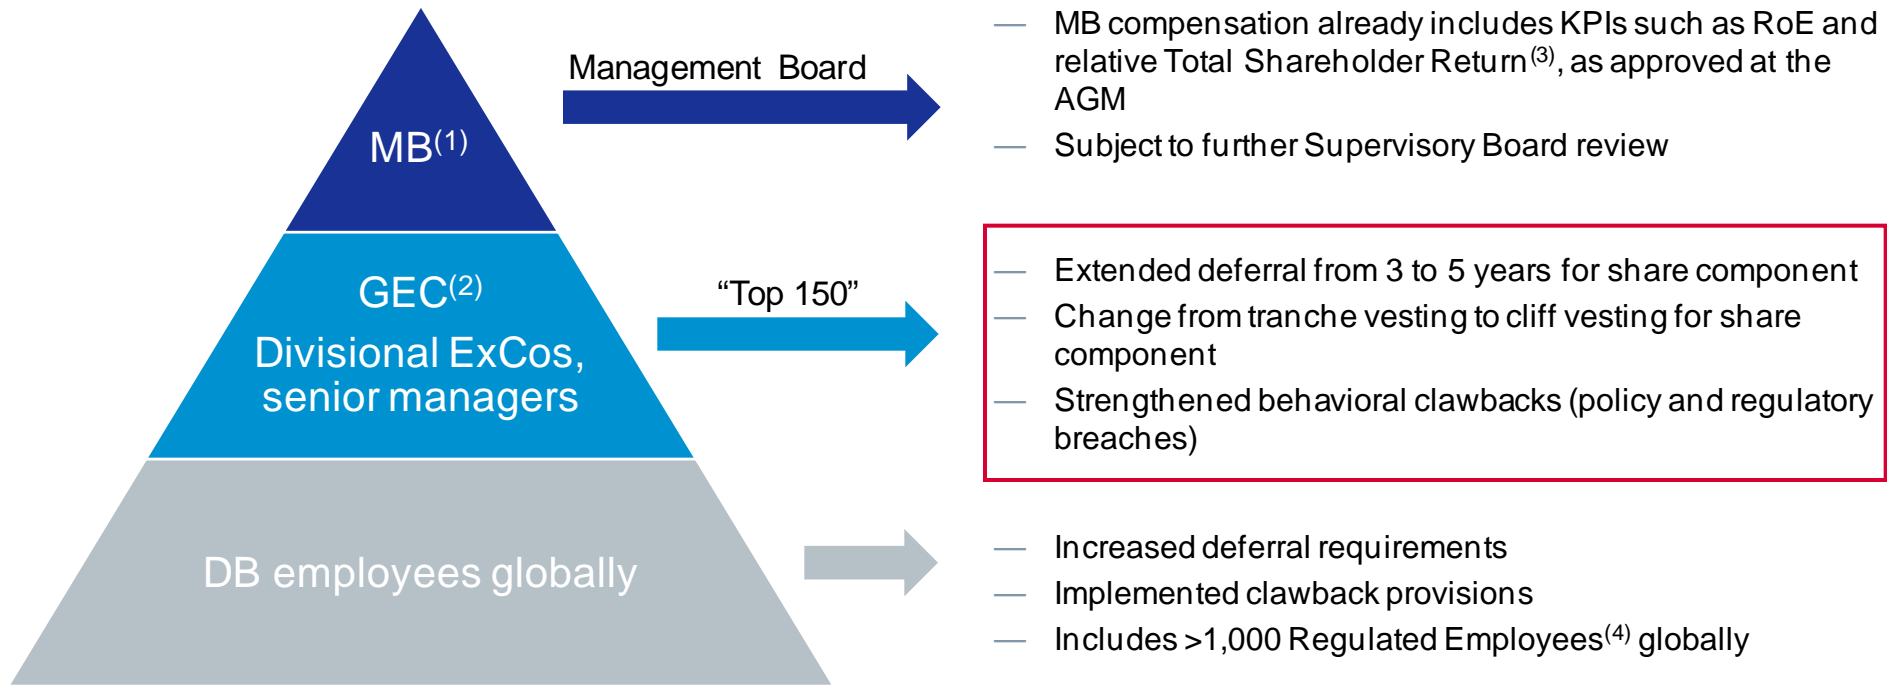 MB(1)
GEC(2)
Divisional ExCos,
senior managers
DB employees globally
Management Board
“Top 150”
— MB compensation already includes KPIs such as RoE and
relative Total Shareholder Return(3), as approved at the
AGM
— Subject to further Supervisory Board review
— Extended deferral from 3 to 5 years for share component
— Change from tranche vesting to cliff vesting for share
component
— Strengthened behavioral clawbacks (policy and regulatory
breaches)
— Increased deferral requirements
— Implemented clawback provisions
— Includes >1,000 Regulated Employees(4) globally